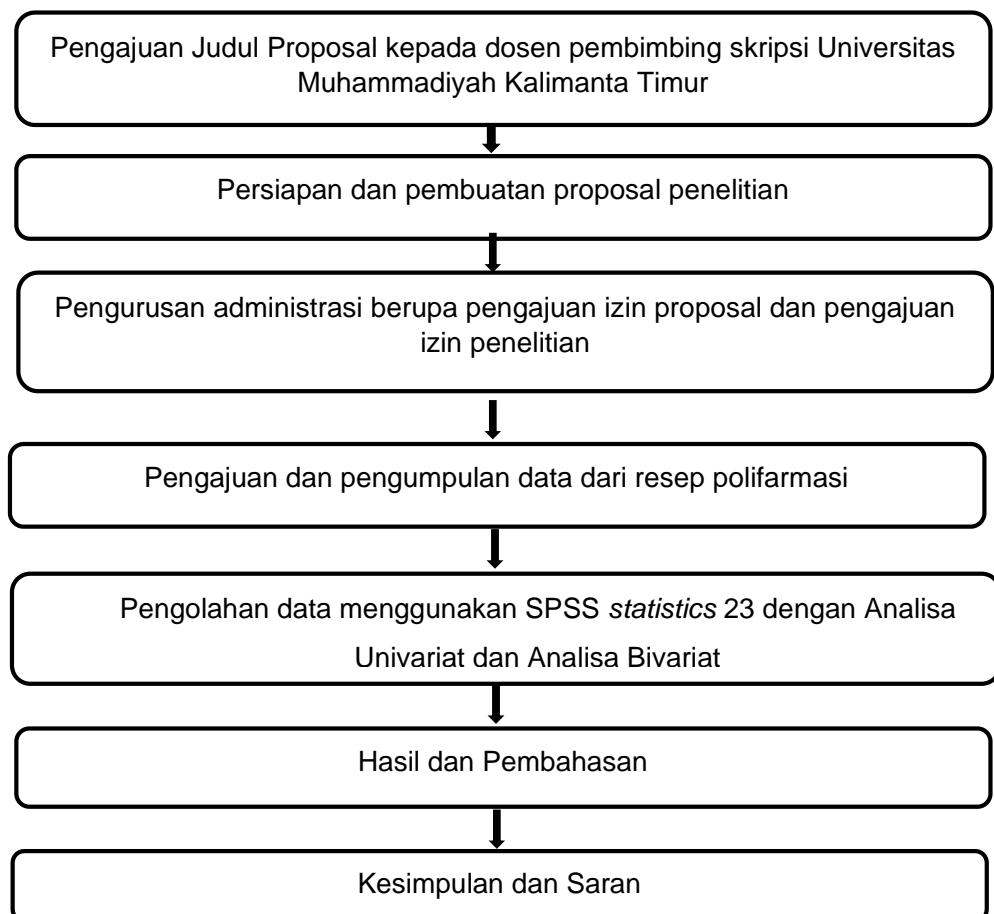 Pengajuan Judul Proposal kepada dosen pembimbing skripsi Universitas
Muhammadiyah Kalimanta Timur
Persiapan dan pembuatan proposal penelitian
Pengurusan administrasi berupa pengajuan izin proposal dan pengajuan
izin penelitian
Pengajuan dan pengumpulan data dari resep polifarmasi
Pengolahan data menggunakan SPSS statistics 23 dengan Analisa
Univariat dan Analisa Bivariat
Hasil dan Pembahasan
Kesimpulan dan Saran